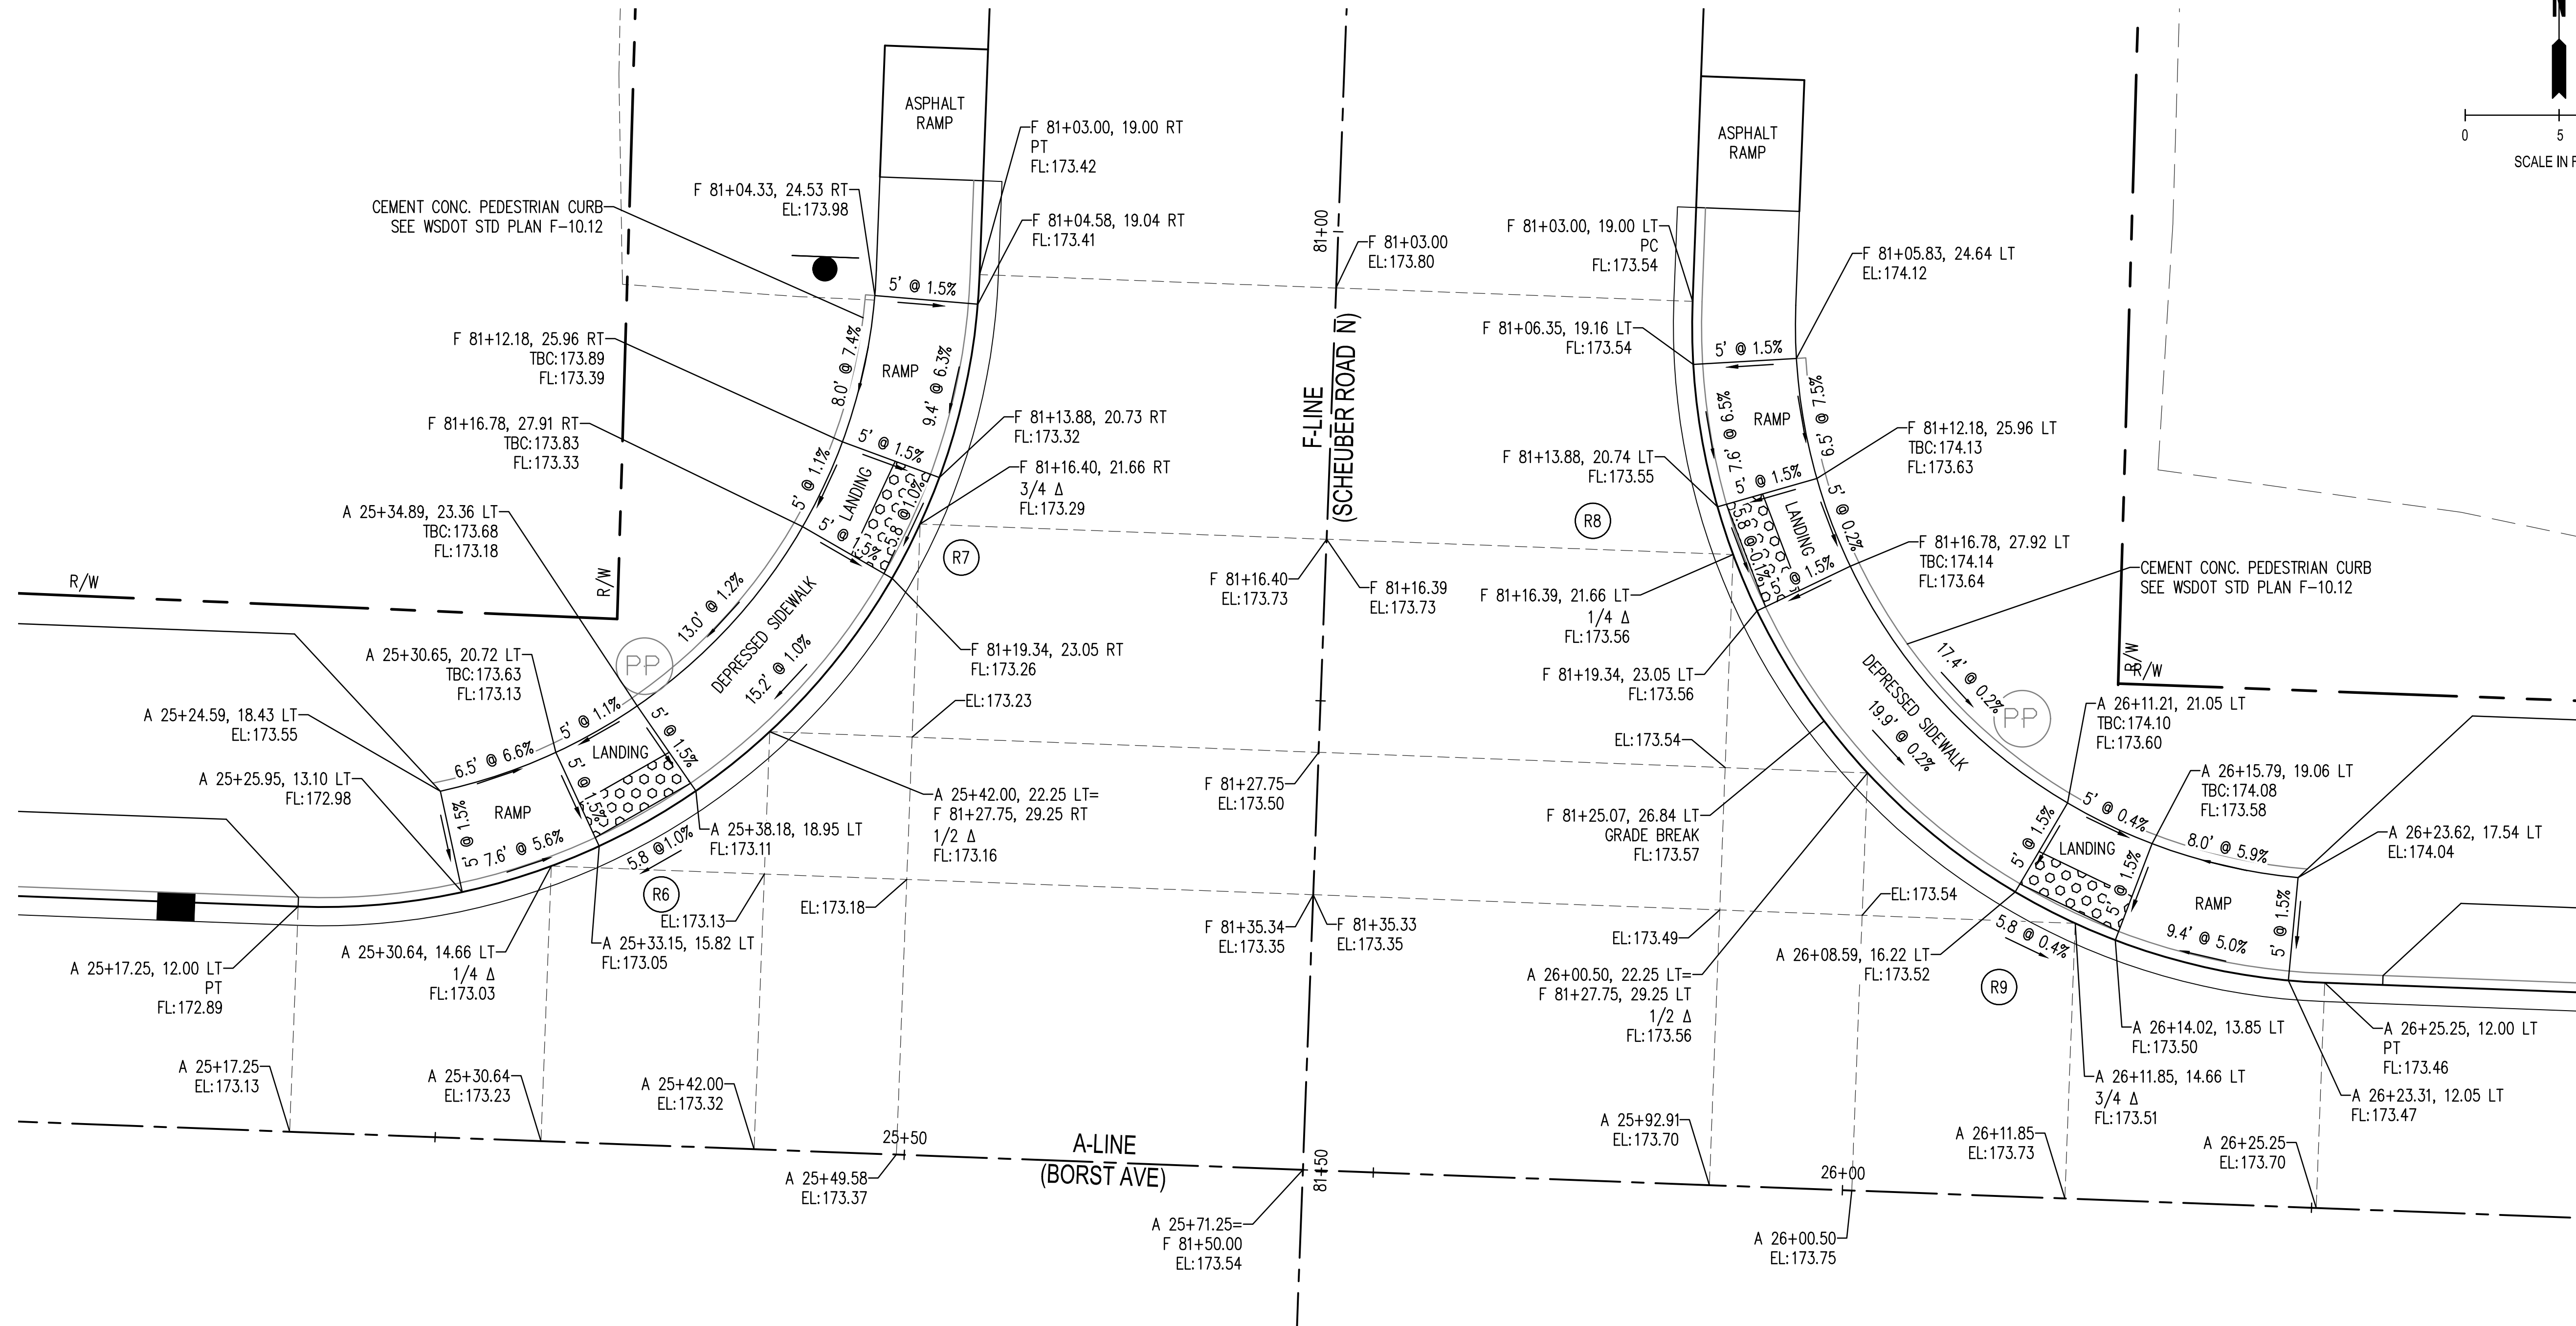 ASPHALT
RAMP
F 81+03.00, 19.00 RT
PT
FL:173.42
F 81+04.33, 24.53 RT
EL:173.98
CEMENT CONC. PEDESTRIAN CURB
SEE WSDOT STD PLAN F-10.12
F 81+04.58, 19.04 RT
FL:173.41
5' @ 1.5%
F 81+12.18, 25.96 RT
TBC:173.89
FL:173.39
8.0' @ 7.4%
RAMP
9.4' @ 6.3%
F 81+16.78, 27.91 RT
TBC:173.83
FL:173.33
F 81+13.88, 20.73 RT
FL:173.32
5' @ 1.5%
5' @ 1.1%
LANDING
5.8 @1.0%
5' @ 1.5%
F 81+16.40, 21.66 RT
3/4 Δ
FL:173.29
R7
A 25+34.89, 23.36 LT
TBC:173.68
FL:173.18
R/W
R/W
13.0' @ 1.2%
DEPRESSED SIDEWALK
15.2' @ 1.0%
PP
F 81+19.34, 23.05 RT
FL:173.26
A 25+30.65, 20.72 LT
TBC:173.63
FL:173.13
EL:173.23
A 25+24.59, 18.43 LT
EL:173.55
5' @ 1.1%
5' @ 1.5%
LANDING
6.5' @ 6.6%
5' @ 1.5%
A 25+25.95, 13.10 LT
FL:172.98
5' @ 1.5%
RAMP
7.6' @ 5.6%
5.8 @1.0%
R6
A 25+38.18, 18.95 LT
FL:173.11
A 25+42.00, 22.25 LT=
F 81+27.75, 29.25 RT
1/2 Δ
FL:173.16
EL:173.13
EL:173.18
A 25+33.15, 15.82 LT
FL:173.05
A 25+30.64, 14.66 LT
1/4 Δ
FL:173.03
A 25+17.25, 12.00 LT
PT
FL:172.89
A 25+17.25
EL:173.13
A 25+30.64
EL:173.23
A 25+42.00
EL:173.32
25+50
A 25+49.58
EL:173.37
A-LINE
(BORST AVE)
A 25+71.25=
F 81+50.00
EL:173.54
81+50
81+00
F 81+03.00
EL:173.80
F-LINE
(SCHEUBER ROAD N)
F 81+16.40
EL:173.73
F 81+16.39
EL:173.73
F 81+27.75
EL:173.50
F 81+35.34
EL:173.35
F 81+35.33
EL:173.35
ASPHALT
RAMP
F 81+03.00, 19.00 LT
PC
FL:173.54
F 81+05.83, 24.64 LT
EL:174.12
F 81+06.35, 19.16 LT
FL:173.54
5' @ 1.5%
7.6' @ 6.5%
RAMP
6.5' @ 7.5%
F 81+13.88, 20.74 LT
FL:173.55
F 81+12.18, 25.96 LT
TBC:174.13
FL:173.63
5' @ 1.5%
5.8 @-0.1%
LANDING
5' @ 0.2%
5' @ 1.5%
R8
F 81+16.39, 21.66 LT
1/4 Δ
FL:173.56
F 81+16.78, 27.92 LT
TBC:174.14
FL:173.64
CEMENT CONC. PEDESTRIAN CURB
SEE WSDOT STD PLAN F-10.12
F 81+19.34, 23.05 LT
FL:173.56
DEPRESSED SIDEWALK
17.4' @ 0.2%
19.9' @ 0.2%
PP
R/W
R/W
EL:173.54
F 81+25.07, 26.84 LT
GRADE BREAK
FL:173.57
A 26+11.21, 21.05 LT
TBC:174.10
FL:173.60
A 26+15.79, 19.06 LT
TBC:174.08
FL:173.58
5' @ 1.5%
LANDING
5' @ 0.4%
5' @ 1.5%
8.0' @ 5.9%
A 26+23.62, 17.54 LT
EL:174.04
RAMP
9.4' @ 5.0%
5' @ 1.5%
EL:173.54
EL:173.49
5.8 @ 0.4%
R9
A 26+08.59, 16.22 LT
FL:173.52
A 26+00.50, 22.25 LT=
F 81+27.75, 29.25 LT
1/2 Δ
FL:173.56
A 26+14.02, 13.85 LT
FL:173.50
A 26+25.25, 12.00 LT
PT
FL:173.46
A 26+11.85, 14.66 LT
3/4 Δ
FL:173.51
A 26+23.31, 12.05 LT
FL:173.47
A 25+92.91
EL:173.70
26+00
A 26+00.50
EL:173.75
A 26+11.85
EL:173.73
A 26+25.25
EL:173.70
N
0 5
SCALE IN